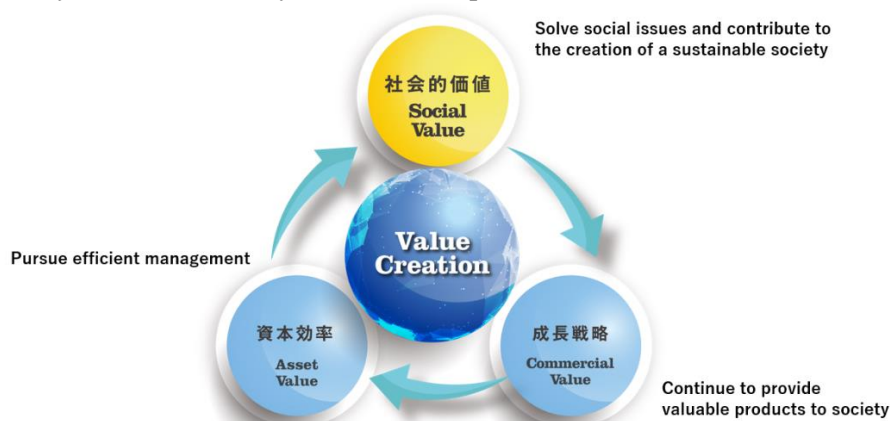 Solve social issues and contribute to
the creation of a sustainable society
社会的価値
Social
Value
Value
Creation
Pursue efficient management
資本効率
Asset
Value
成長戦略
Commercial
Value
Continue to provide
valuable products to society